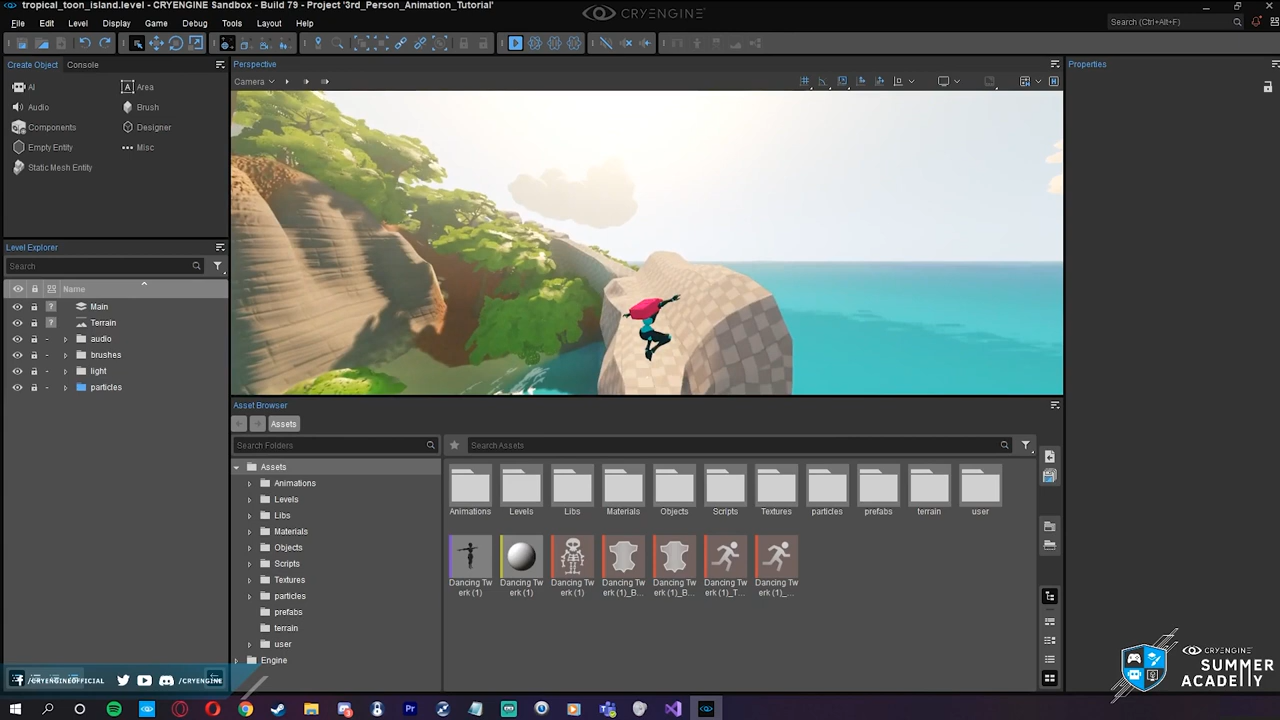 tropical_toon_island.level - CRYENGINE Sandbox - Build 79 - Project '3rd_Person_Animation_Tutorial'
CRYENGINE
File Edit Level Display Game Debug Tools Layout Help
Search (Ctrl+Alt+F)
Create Object Console
Perspective
Properties
Camera
AI
Area
Audio
Brush
Components
Designer
Empty Entity
Misc
Static Mesh Entity
Level Explorer
Search
Name
Main
Terrain
audio
brushes
light
particles
Asset Browser
Assets
Search Folders
Search Assets
Assets
Animations
Levels
Libs
Materials
Objects
Scripts
Textures
particles
prefabs
terrain
user
Engine
Animations Levels Libs Materials Objects Scripts Textures particles prefabs terrain user
Dancing Tw Dancing Tw Dancing Tw Dancing Tw Dancing Tw Dancing Tw Dancing Tw
erk (1) erk (1) erk (1) erk (1)_B... erk (1)_B... erk (1)_T... erk (1)_...
/CRYENGINEOFFICIAL /CRYENGINE
CRYENGINE
SUMMER
ACADEMY